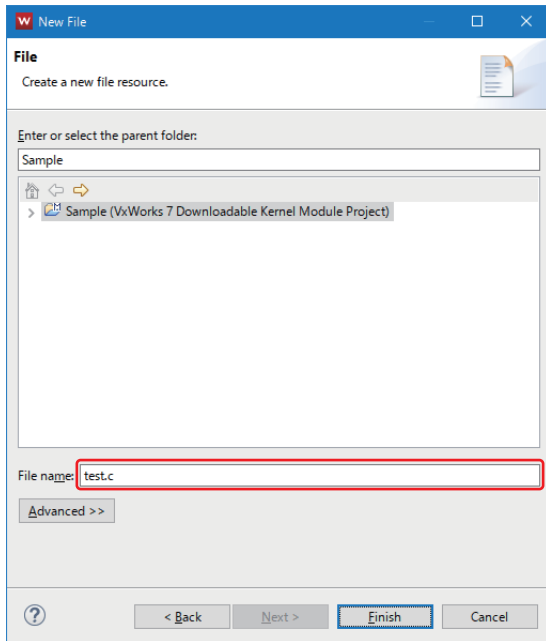 W New File
File
Create a new file resource.
Enter or select the parent folder:
Sample
Sample (VxWorks 7 Downloadable Kernel Module Project)
File name: test.c
Advanced >>
? < Back Next > Finish Cancel